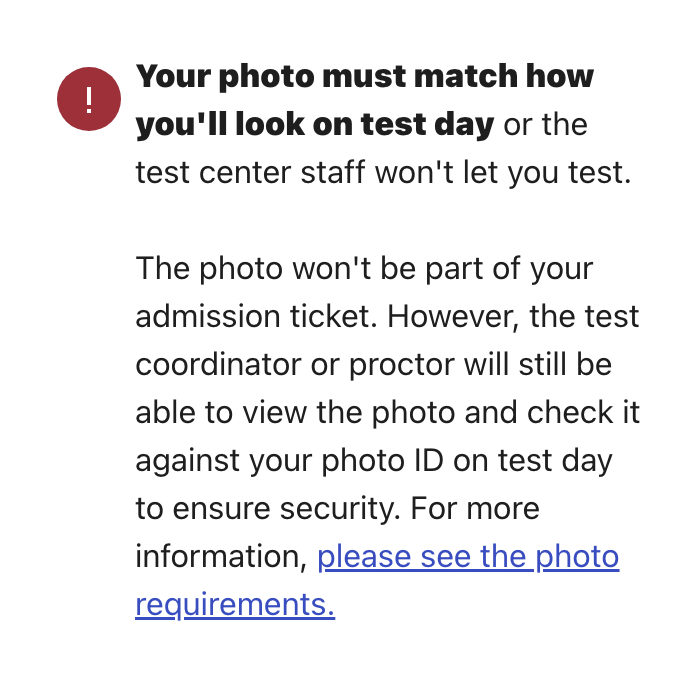 !
Your photo must match how
you'll look on test day or the
test center staff won't let you test.
The photo won't be part of your
admission ticket. However, the test
coordinator or proctor will still be
able to view the photo and check it
against your photo ID on test day
to ensure security. For more
information, please see the photo
requirements.